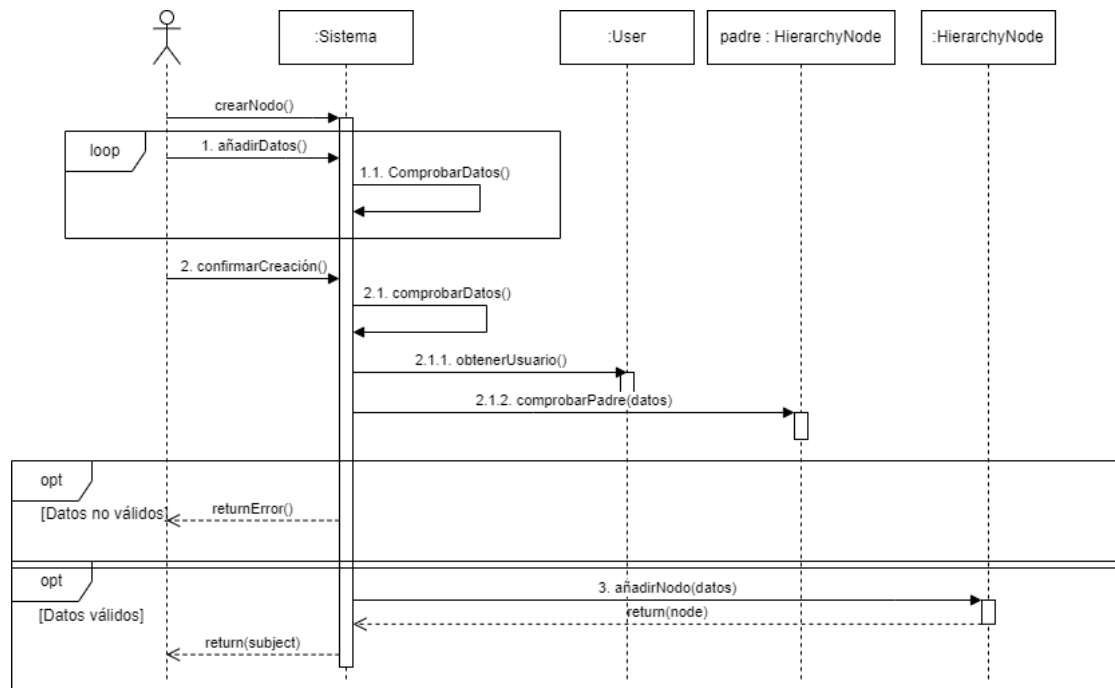 :Sistema
:User
padre : HierarchyNode
:HierarchyNode
crearNodo()
loop
1. añadirDatos()
1.1. ComprobarDatos()
2. confirmarCreación()
2.1. comprobarDatos()
2.1.1. obtenerUsuario()
2.1.2. comprobarPadre(datos)
opt
[Datos no válidos]
returnError()
opt
[Datos válidos]
3. añadirNodo(datos)
return(node)
return(subject)